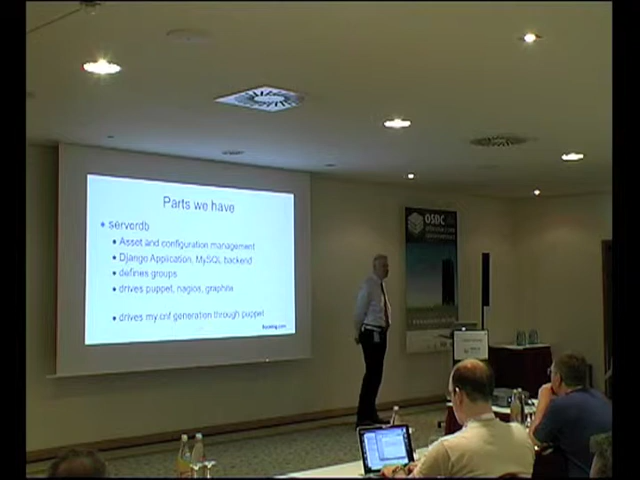 Parts we have
• serverdb
• Asset and configuration management
• Django Application, MySQL backend
• defines groups
• drives puppet, nagios, graphite
• drives my.cnf generation through puppet
Booking.com
OSDC